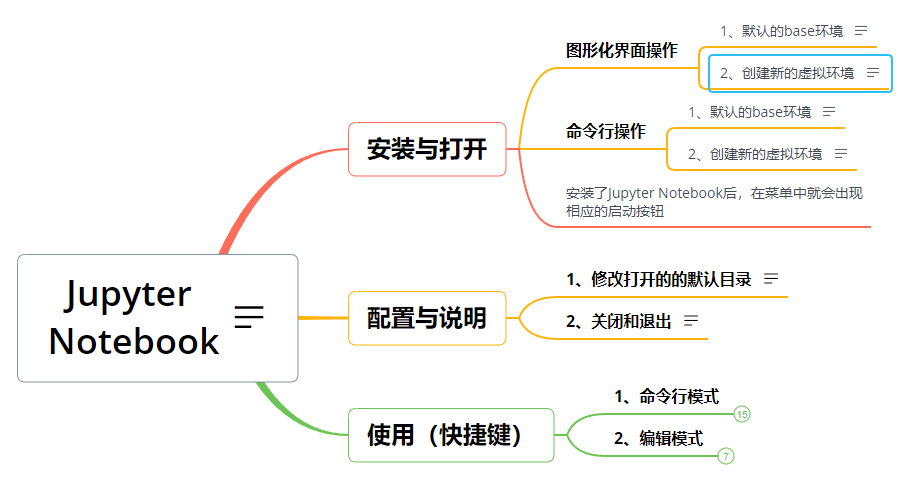 Jupyter
Notebook
安装与打开
图形化界面操作
1、默认的base环境
2、创建新的虚拟环境
命令行操作
1、默认的base环境
2、创建新的虚拟环境
安装了Jupyter Notebook后，在菜单中就会出现
相应的启动按钮
配置与说明
1、修改打开的的默认目录
2、关闭和退出
使用（快捷键）
1、命令行模式
15
2、编辑模式
7